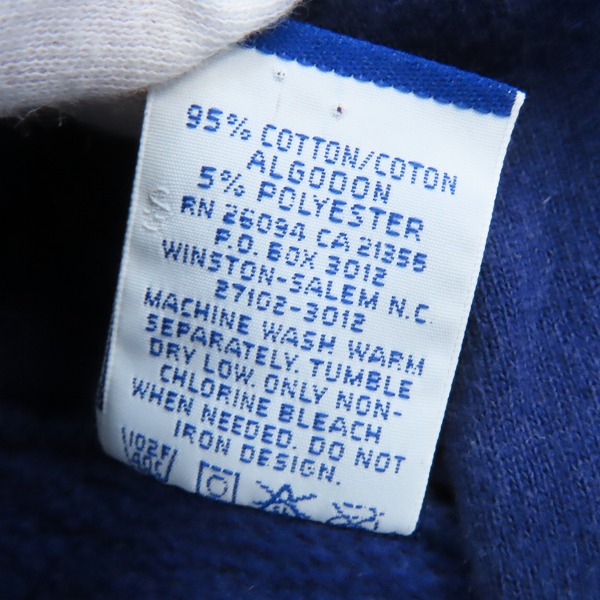 95% COTTON/COTON
ALGODON
5% POLYESTER
RN 26094 CA 21356
P.O. BOX 3012
WINSTON-SALEM N.C.
27102-3012
MACHINE WASH WARM
SEPARATELY. TUMBLE
DRY LOW. ONLY NON-
CHLORINE BLEACH
WHEN NEEDED. DO NOT
IRON DESIGN.
102F